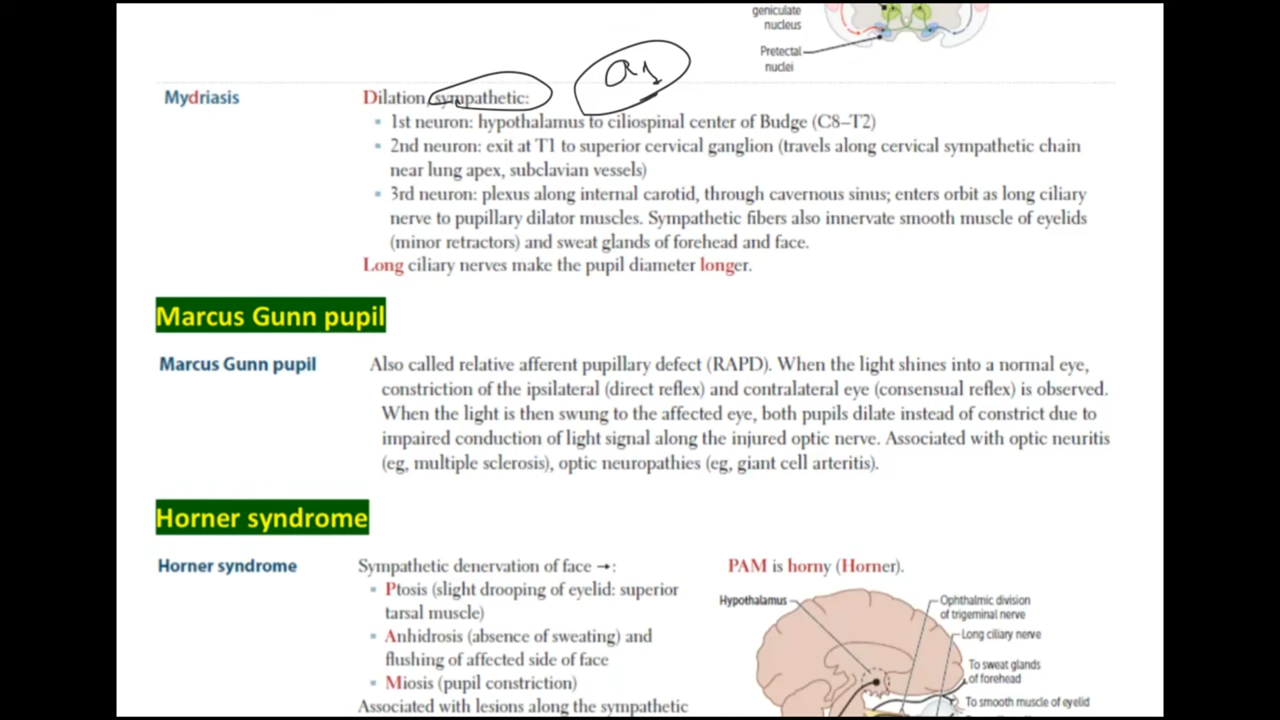 geniculate
nucleus
Pretectal
nuclei
α1
Mydriasis
Dilation, sympathetic:
▪ 1st neuron: hypothalamus to ciliospinal center of Budge (C8–T2)
▪ 2nd neuron: exit at T1 to superior cervical ganglion (travels along cervical sympathetic chain
near lung apex, subclavian vessels)
▪ 3rd neuron: plexus along internal carotid, through cavernous sinus; enters orbit as long ciliary
nerve to pupillary dilator muscles. Sympathetic fibers also innervate smooth muscle of eyelids
(minor retractors) and sweat glands of forehead and face.
Long ciliary nerves make the pupil diameter longer.
Marcus Gunn pupil
Marcus Gunn pupil
Also called relative afferent pupillary defect (RAPD). When the light shines into a normal eye,
constriction of the ipsilateral (direct reflex) and contralateral eye (consensual reflex) is observed.
When the light is then swung to the affected eye, both pupils dilate instead of constrict due to
impaired conduction of light signal along the injured optic nerve. Associated with optic neuritis
(eg, multiple sclerosis), optic neuropathies (eg, giant cell arteritis).
Horner syndrome
Horner syndrome
Sympathetic denervation of face →:
▪ Ptosis (slight drooping of eyelid: superior
tarsal muscle)
▪ Anhidrosis (absence of sweating) and
flushing of affected side of face
▪ Miosis (pupil constriction)
Associated with lesions along the sympathetic
PAM is horny (Horner).
Hypothalamus
Ophthalmic division
of trigeminal nerve
Long ciliary nerve
To sweat glands
of forehead
To smooth muscle of eyelid